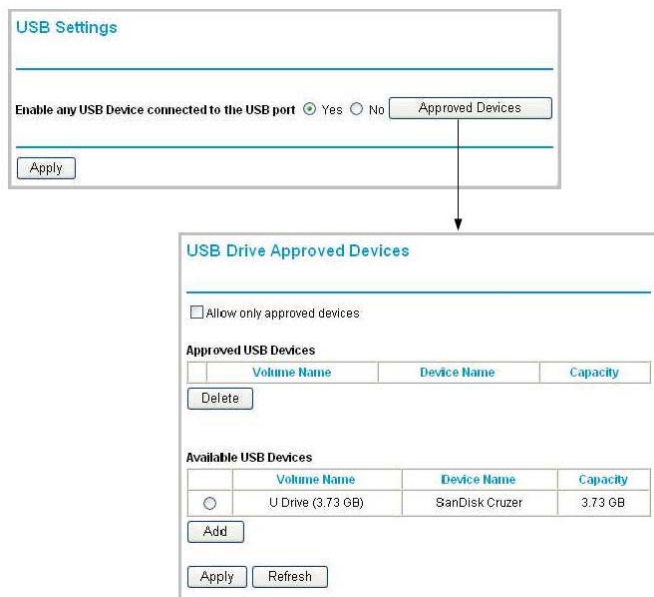 USB Settings
Enable any USB Device connected to the USB port Yes No Approved Devices
Apply
USB Drive Approved Devices
Allow only approved devices
Approved USB Devices
Volume Name Device Name Capacity
Delete
Available USB Devices
Volume Name Device Name Capacity
U Drive (3.73 GB) SanDisk Cruzer 3.73 GB
Add
Apply Refresh